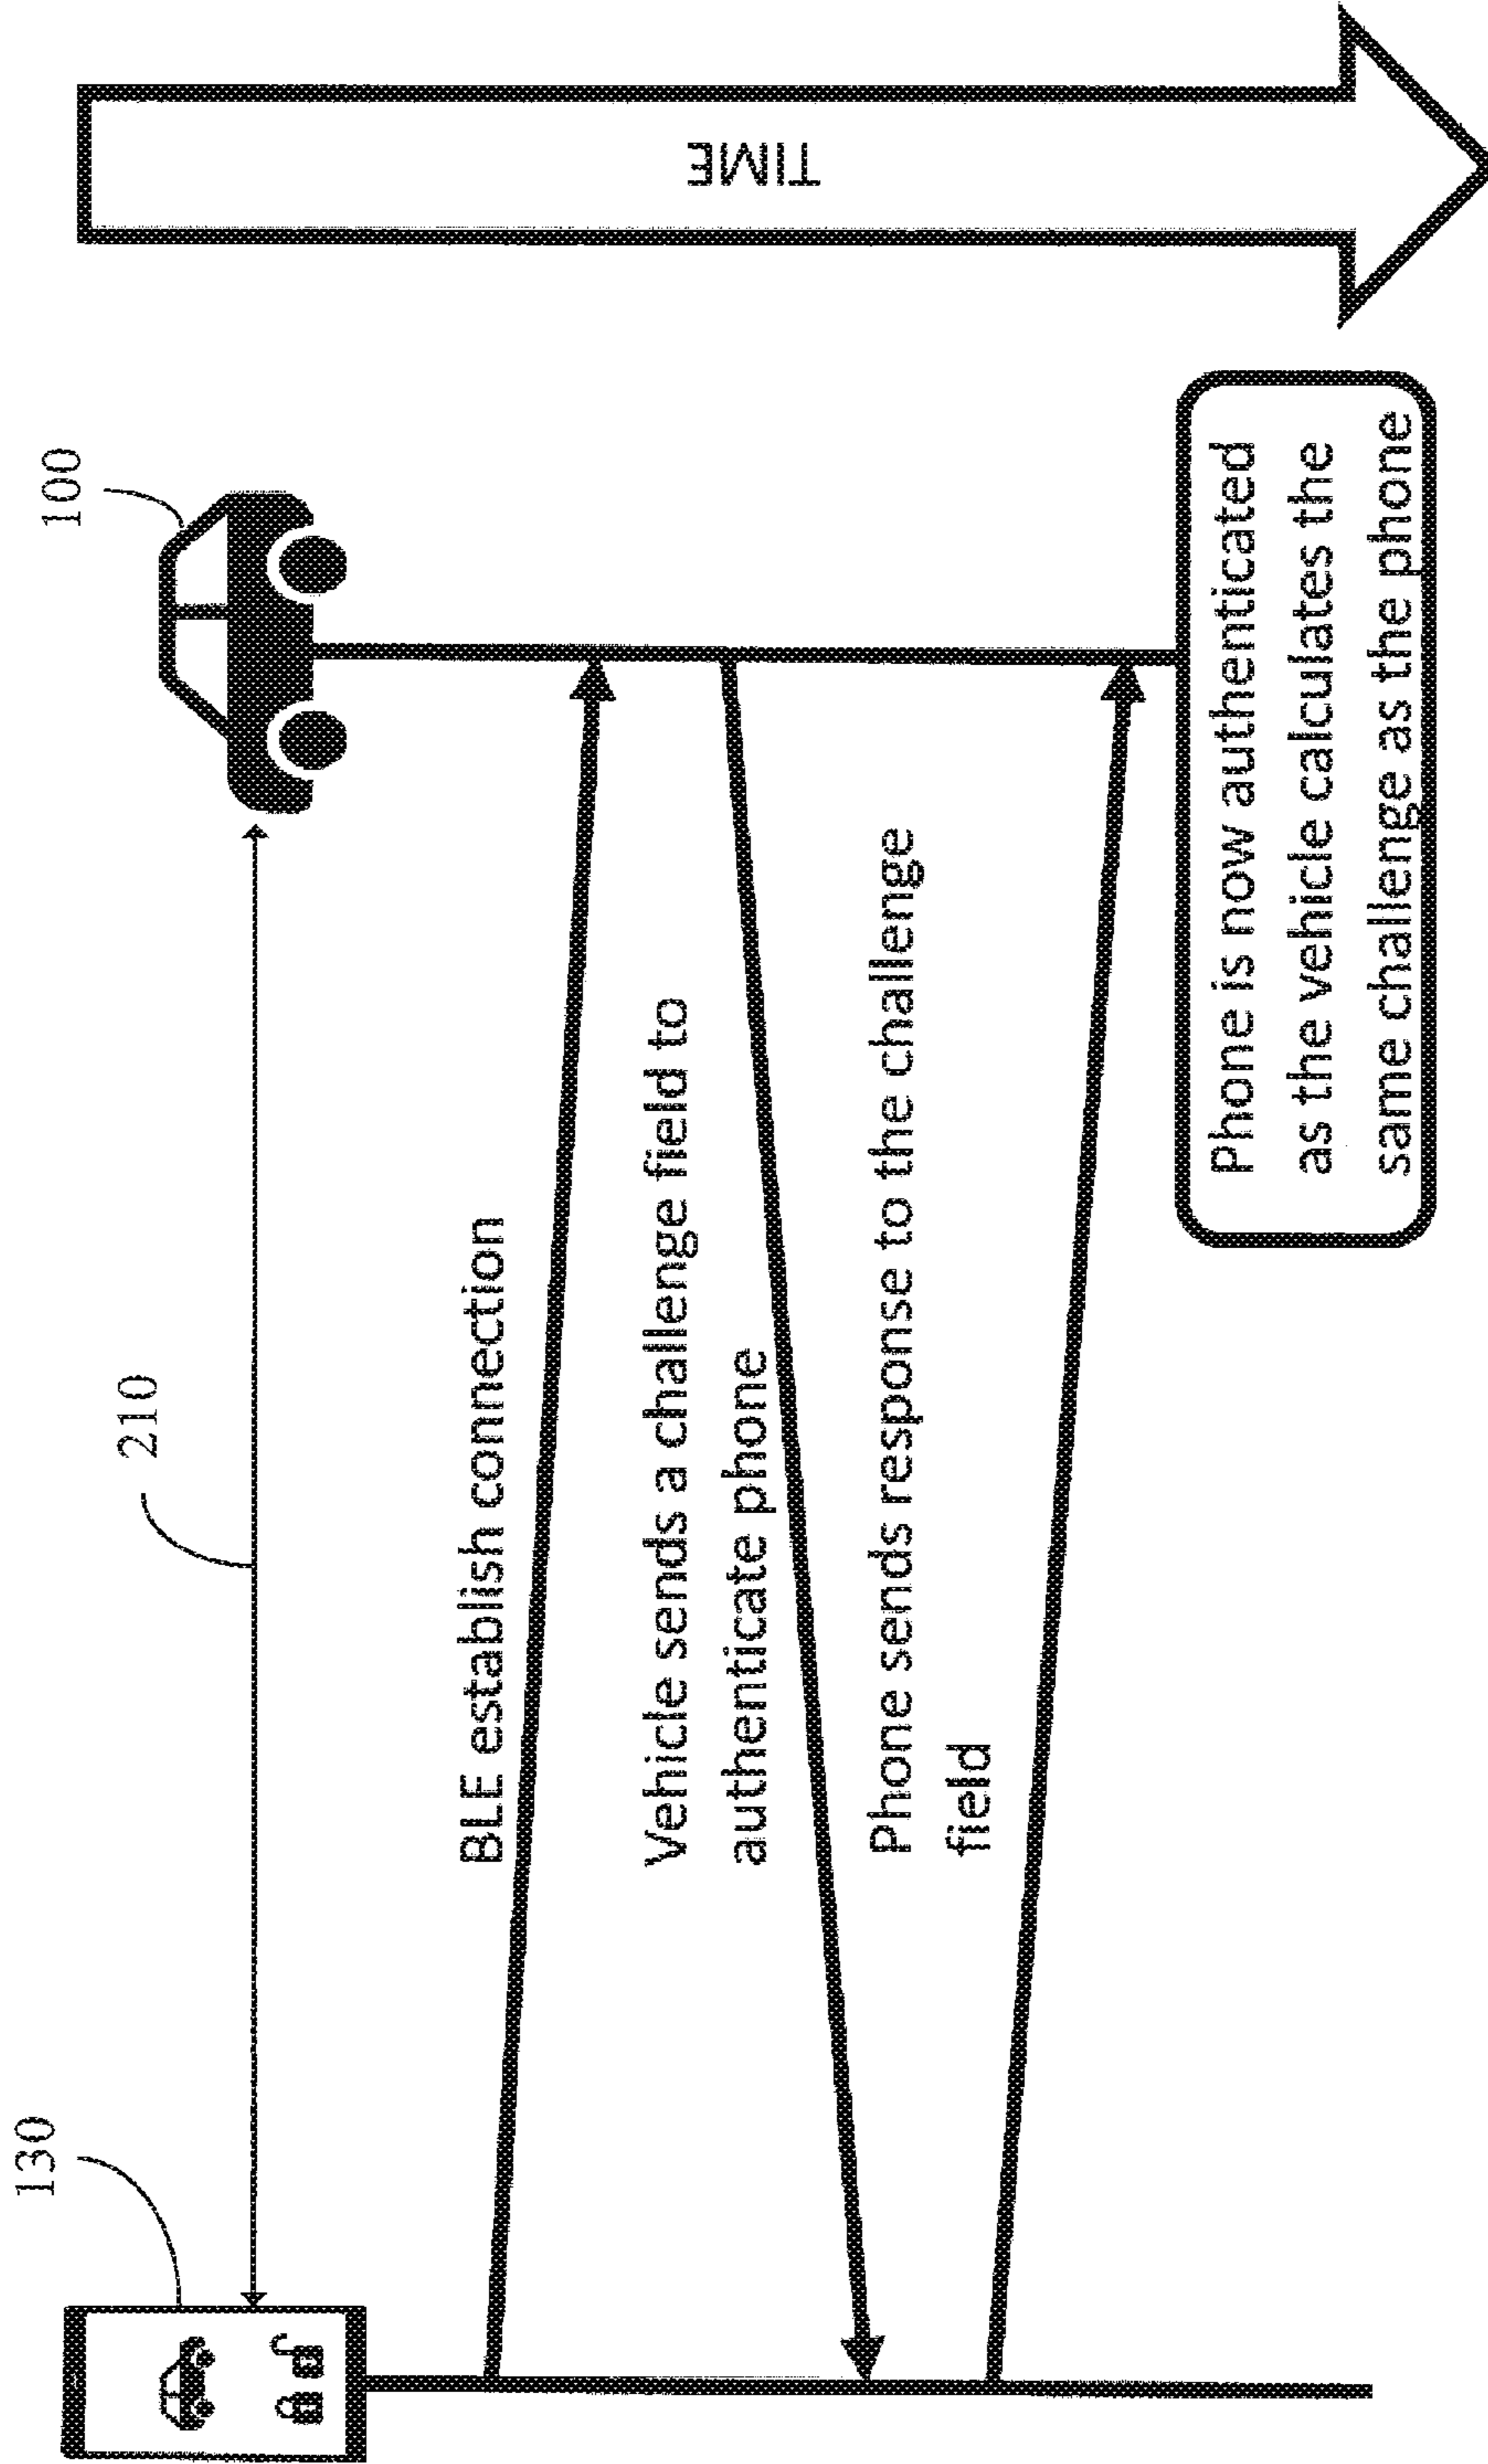 130
210
100
BLE establish connection
Vehicle sends a challenge field to
authenticate phone
Phone sends response to the challenge
field
Phone is now authenticated
as the vehicle calculates the
same challenge as the phone
TIME